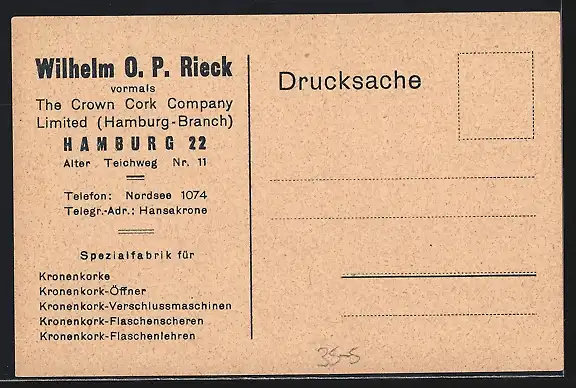 Wilhelm O. P. Rieck
vormals
The Crown Cork Company
Limited (Hamburg-Branch)
HAMBURG 22
Alter Teichweg Nr. 11
Telefon: Nordsee 1074
Telegr.-Adr.: Hansakrone
Spezialfabrik für
Kronenkorke
Kronenkork-Öffner
Kronenkork-Verschlussmaschinen
Kronenkork-Flaschenscheren
Kronenkork-Flaschenlehren
Drucksache